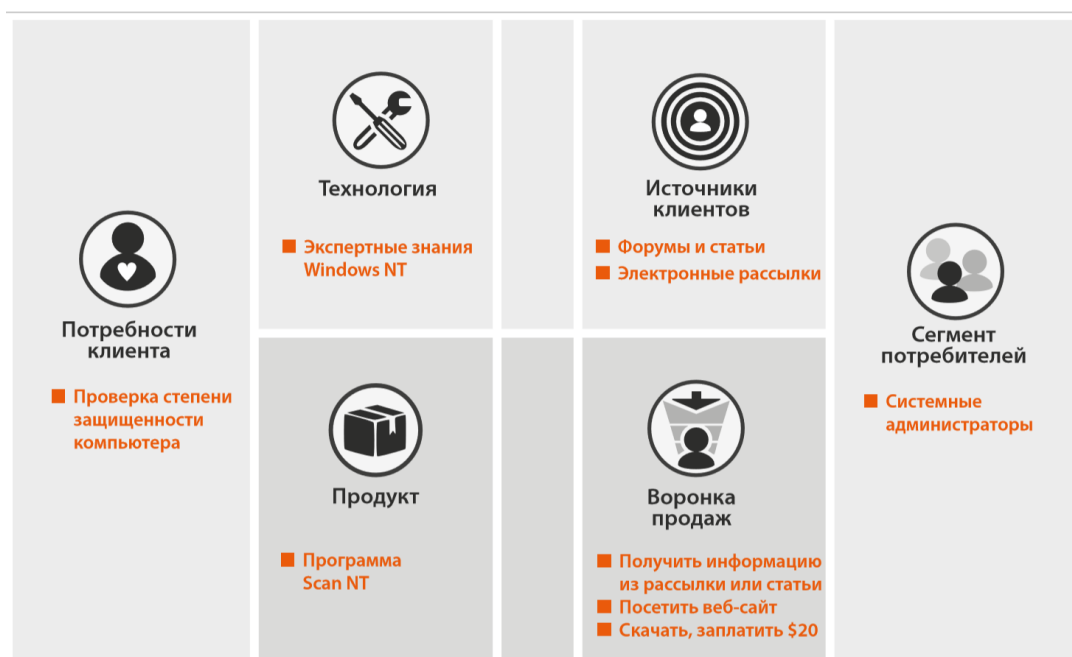 Потребности
клиента
Проверка степени
защищенности
компьютера
Технология
Экспертные знания
Windows NT
Продукт
Программа
Scan NT
Источники
клиентов
Форумы и статьи
Электронные рассылки
Воронка
продаж
Получить информацию
из рассылки или статьи
Посетить веб-сайт
Скачать, заплатить $20
Сегмент
потребителей
Системные
администраторы